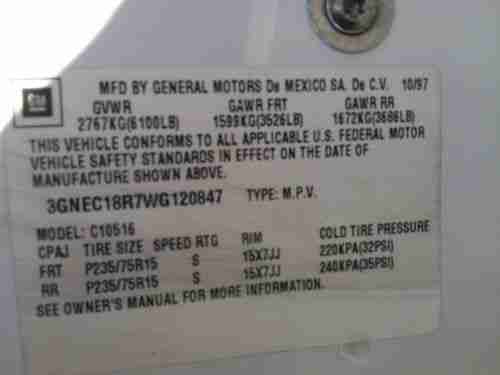 MFD BY GENERAL MOTORS De MEXICO SA. De C.V. 10/97
GVWR GAWR FRT GAWR RR
2767KG(6100LB) 1599KG(3526LB) 1672KG(3686LB)
THIS VEHICLE CONFORMS TO ALL APPLICABLE U.S. FEDERAL MOTOR
VEHICLE SAFETY STANDARDS IN EFFECT ON THE DATE OF
MANUFACTURE SHOWN ABOVE.
3GNEC18R7WG120847 TYPE: M.P.V.
MODEL: C10516
CPAJ TIRE SIZE SPEED RTG RIM COLD TIRE PRESSURE
FRT P235/75R15 S 15X7JJ 220KPA(32PSI)
RR P235/75R15 S 15X7JJ 240KPA(35PSI)
SEE OWNER'S MANUAL FOR MORE INFORMATION.